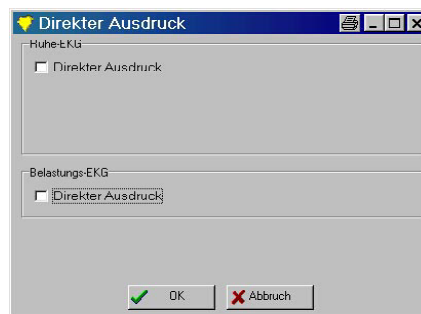 Direkter Ausdruck
Ruhe-EKG
Direkter Ausdruck
Belastungs-EKG
Direkter Ausdruck
OK
Abbruch